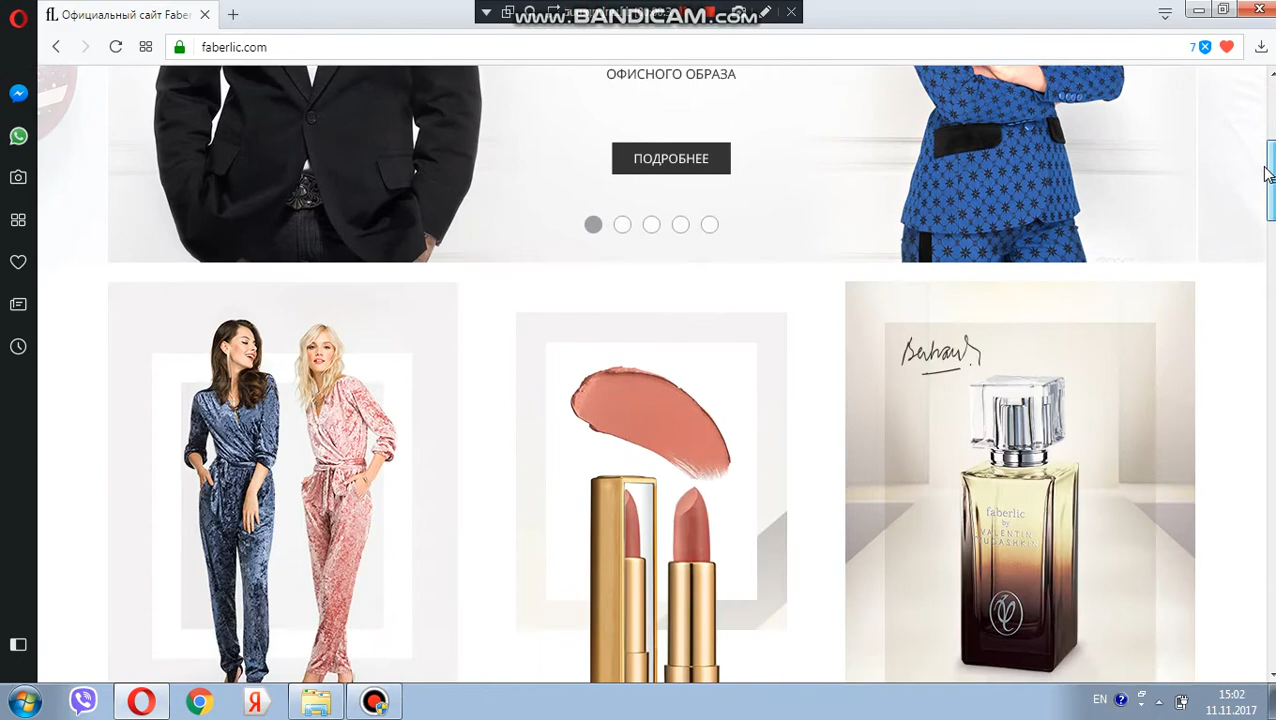 Официальный сайт Faber
www.BANDICAM.com
faberlic.com
7
ОФИСНОГО ОБРАЗА
ПОДРОБНЕЕ
faberlic
by
VALENTIN
YUDASHKIN
EN
15:02
11.11.2017